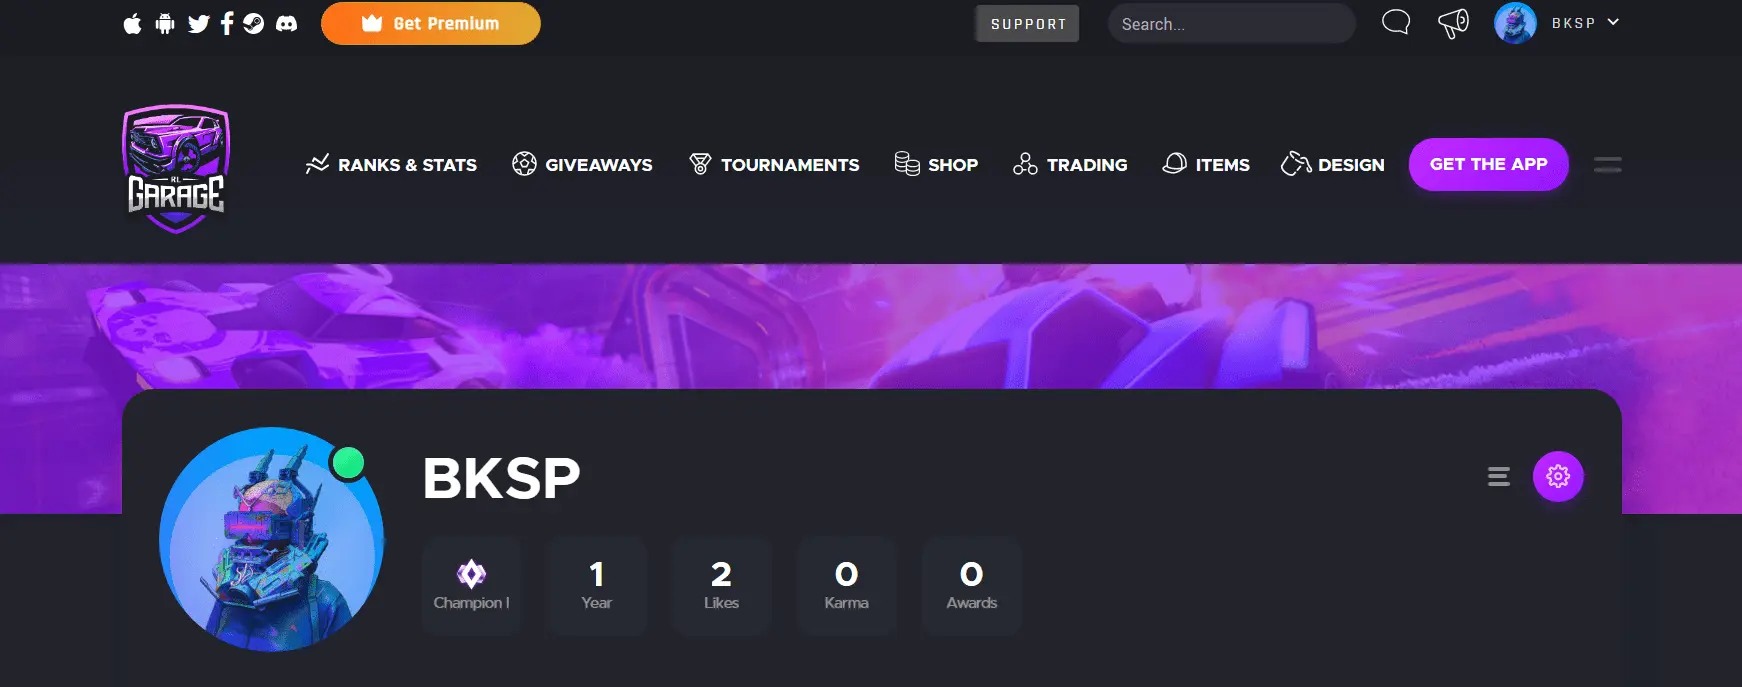 Get Premium
SUPPORT
Search...
BKSP
RL
GARAGE
RANKS & STATS
GIVEAWAYS
TOURNAMENTS
SHOP
TRADING
ITEMS
DESIGN
GET THE APP
BKSP
Champion I
1
Year
2
Likes
0
Karma
0
Awards